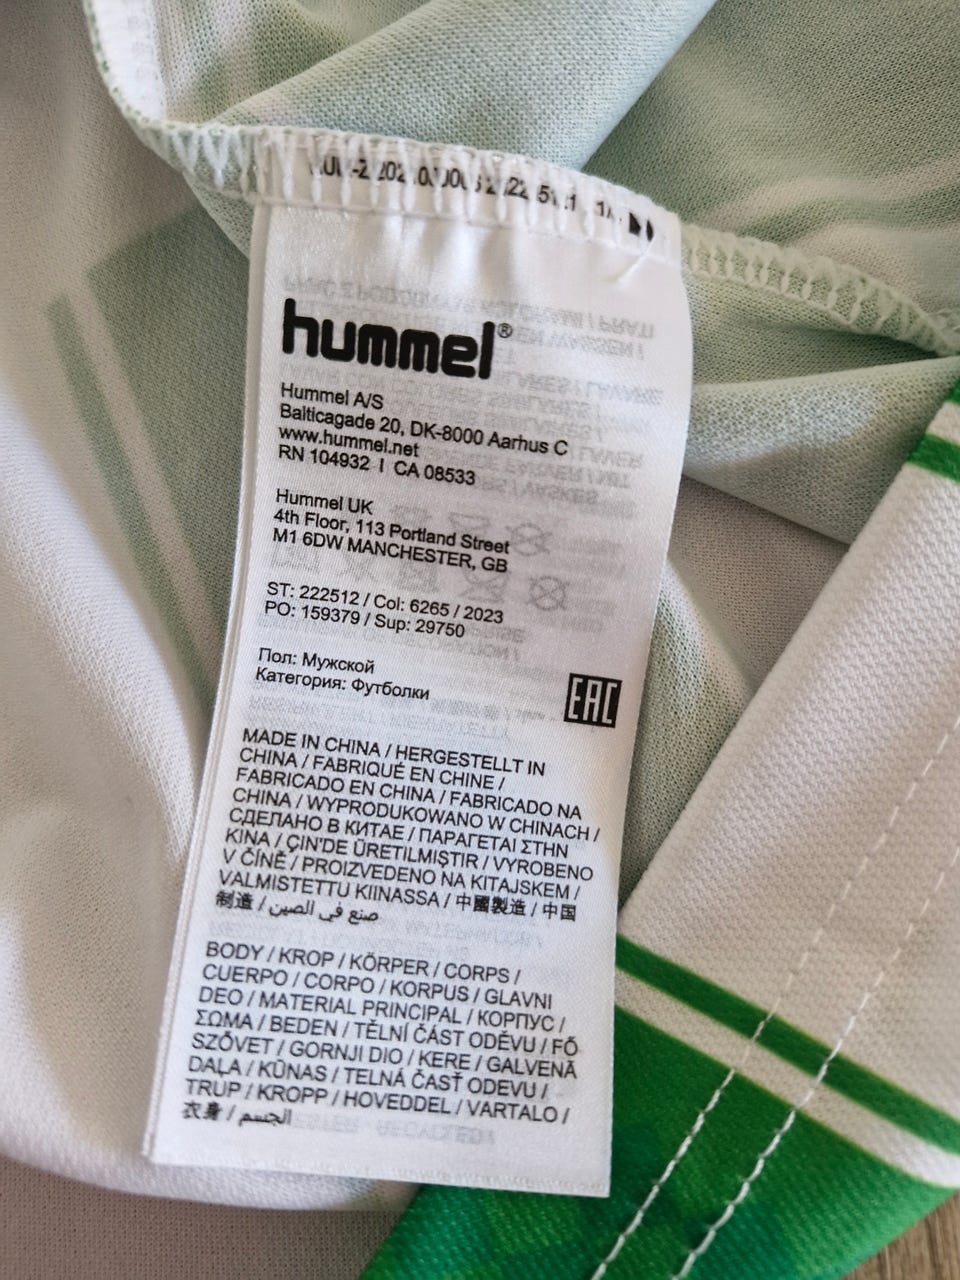 hummel®
Hummel A/S
Balticagade 20, DK-8000 Aarhus C
www.hummel.net
RN 104932 I CA 08533
Hummel UK
4th Floor, 113 Portland Street
M1 6DW MANCHESTER, GB
ST: 222512 / Col: 6265 / 2023
PO: 159379 / Sup: 29750
Пол: Мужской
Категория: Футболки
EAC
MADE IN CHINA / HERGESTELLT IN
CHINA / FABRIQUÉ EN CHINE /
FABRICADO EN CHINA / FABRICADO NA
CHINA / WYPRODUKOWANO W CHINACH /
СДЕЛАНО В КИТАЕ / ΠΑΡΑΓΕΤΑΙ ΣΤΗΝ
ΚΙΝΑ / ÇIN'DE ÜRETILMIŞTIR / VYROBENO
V ČÍNĚ / PROIZVEDENO NA KITAJSKEM /
VALMISTETTU KIINASSA / 中國製造 / 中国
制造 / صنع في الصين
BODY / KROP / KÖRPER / CORPS /
CUERPO / CORPO / KORPUS / GLAVNI
DEO / MATERIAL PRINCIPAL / КОРПУС /
ΣΩΜΑ / BEDEN / TĚLNÍ ČÁST ODĚVU / FŐ
SZÖVET / GORNJI DIO / KERE / GALVENĀ
DAĻA / KŪNAS / TELNÁ ČASŤ ODEVU /
TRUP / KROPP / HOVEDDEL / VARTALO /
衣身 / الجسم